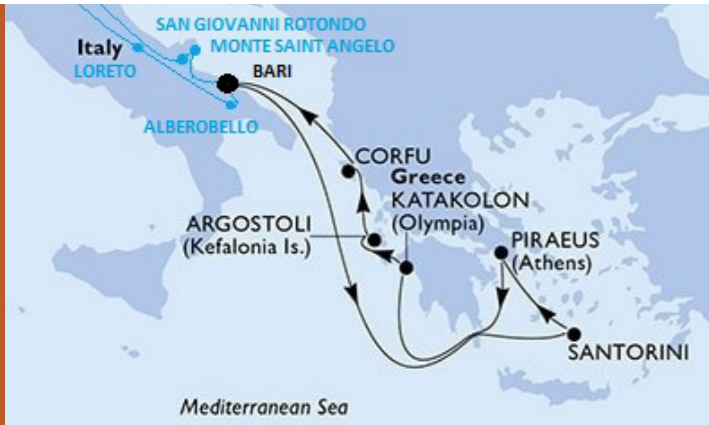 SAN GIOVANNI ROTONDO
MONTE SAINT ANGELO
Italy
LORETO
BARI
ALBEROBELLO
CORFU
Greece
KATAKOLON
(Olympia)
ARGOSTOLI
(Kefalonia Is.)
PIRAEUS
(Athens)
SANTORINI
Mediterranean Sea